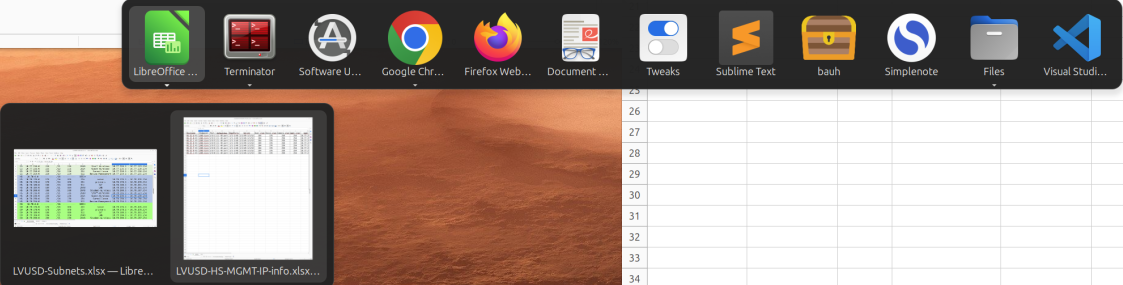 LibreOffice ...
Terminator
Software U...
Google Chr...
Firefox Web...
Document ...
Tweaks
Sublime Text
bauh
Simplenote
Files
Visual Studi...
25
26
27
28
29
30
31
32
33
34
LVUSD-Subnets.xlsx — Libre...
LVUSD-HS-MGMT-IP-info.xlsx...